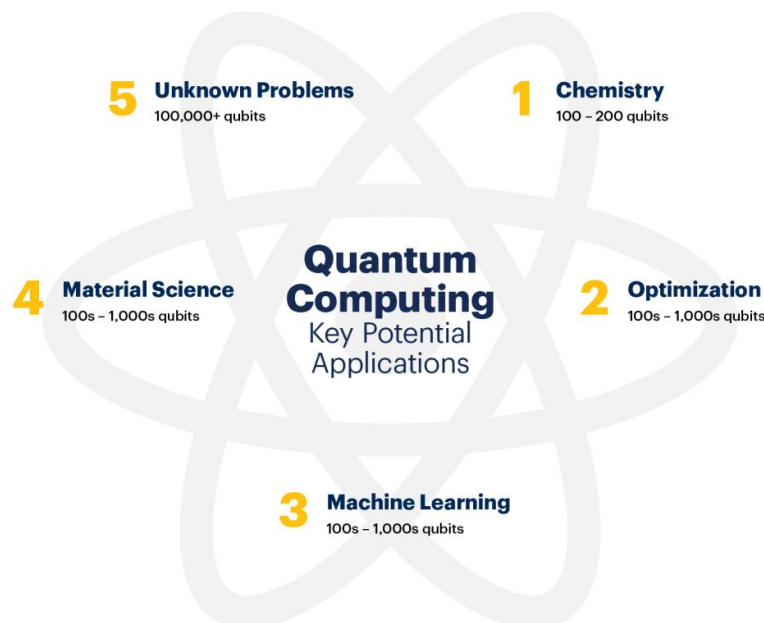 Quantum
Computing
Key Potential
Applications
1 Chemistry
100 – 200 qubits
2 Optimization
100s – 1,000s qubits
3 Machine Learning
100s – 1,000s qubits
4 Material Science
100s – 1,000s qubits
5 Unknown Problems
100,000+ qubits